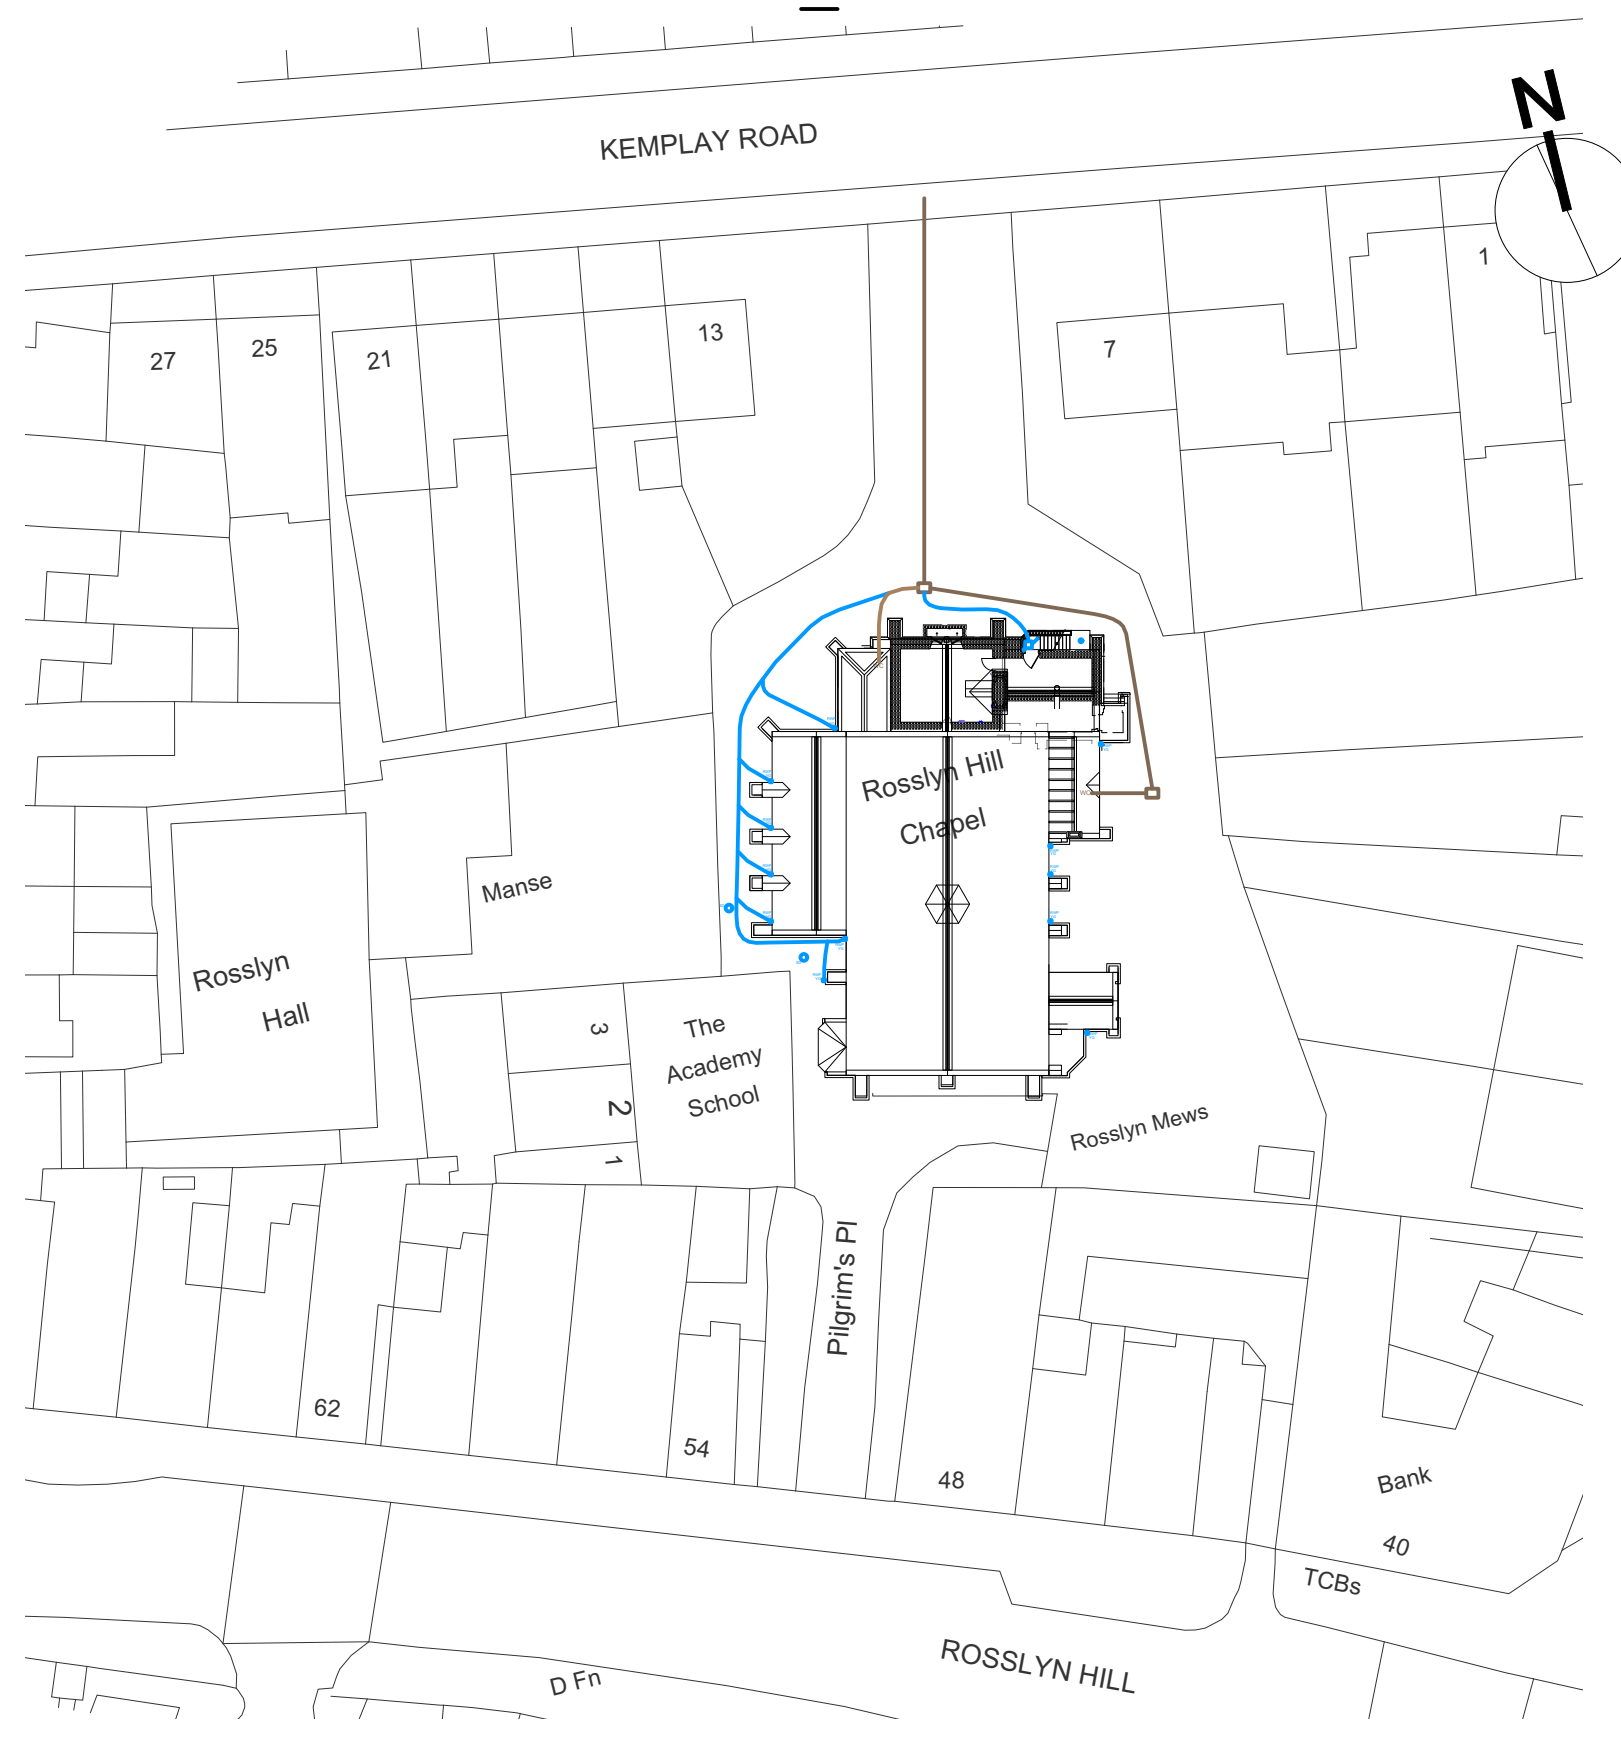 N
KEMPLAY ROAD
1
13
7
27
25
21
Rosslyn Hill
Chapel
Manse
Rosslyn
Hall
3
The
Academy
School
2
1
Rosslyn Mews
Pilgrim's Pl
62
54
48
Bank
40
TCBs
ROSSLYN HILL
D Fn
WC